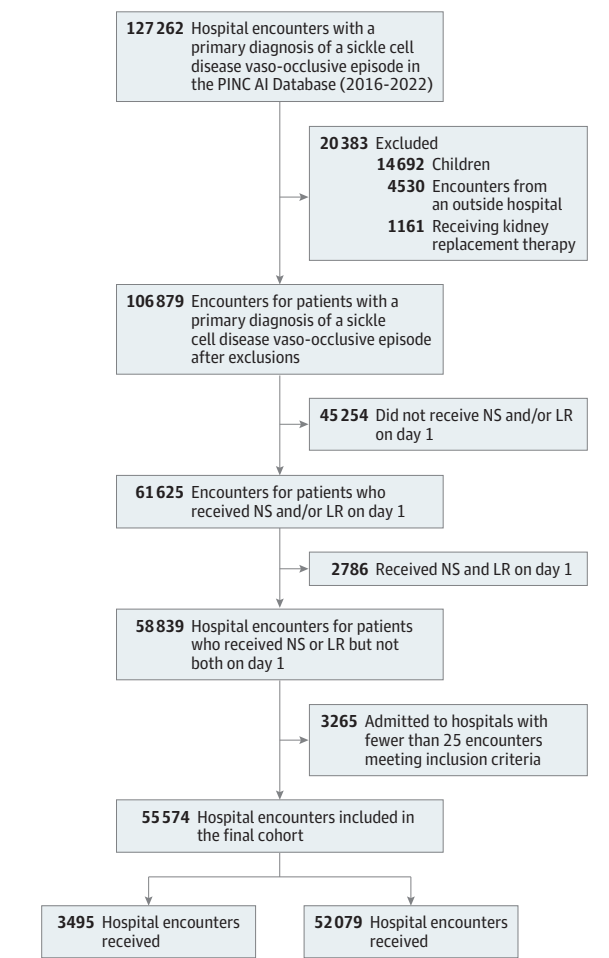 127 262 Hospital encounters with a
primary diagnosis of a sickle cell
disease vaso-occlusive episode in
the PINC AI Database (2016-2022)
20 383 Excluded
14 692 Children
4530 Encounters from
an outside hospital
1161 Receiving kidney
replacement therapy
106 879 Encounters for patients with a
primary diagnosis of a sickle
cell disease vaso-occlusive episode
after exclusions
45 254 Did not receive NS and/or LR
on day 1
61 625 Encounters for patients who
received NS and/or LR on day 1
2786 Received NS and LR on day 1
58 839 Hospital encounters for patients
who received NS or LR but not
both on day 1
3265 Admitted to hospitals with
fewer than 25 encounters
meeting inclusion criteria
55 574 Hospital encounters included in
the final cohort
3495 Hospital encounters
received
52 079 Hospital encounters
received